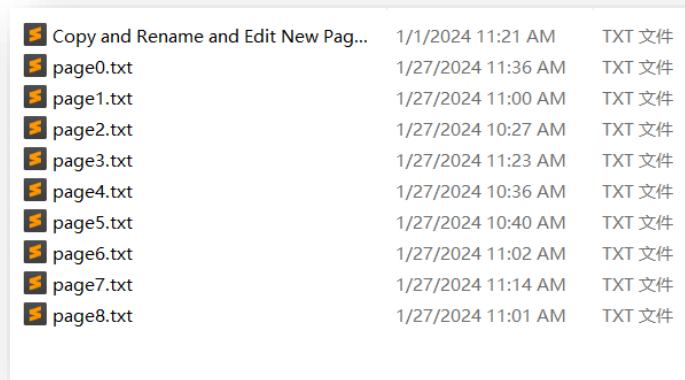 Copy and Rename and Edit New Pag... 1/1/2024 11:21 AM TXT 文件
page0.txt 1/27/2024 11:36 AM TXT 文件
page1.txt 1/27/2024 11:00 AM TXT 文件
page2.txt 1/27/2024 10:27 AM TXT 文件
page3.txt 1/27/2024 11:23 AM TXT 文件
page4.txt 1/27/2024 10:36 AM TXT 文件
page5.txt 1/27/2024 10:40 AM TXT 文件
page6.txt 1/27/2024 11:02 AM TXT 文件
page7.txt 1/27/2024 11:14 AM TXT 文件
page8.txt 1/27/2024 11:01 AM TXT 文件